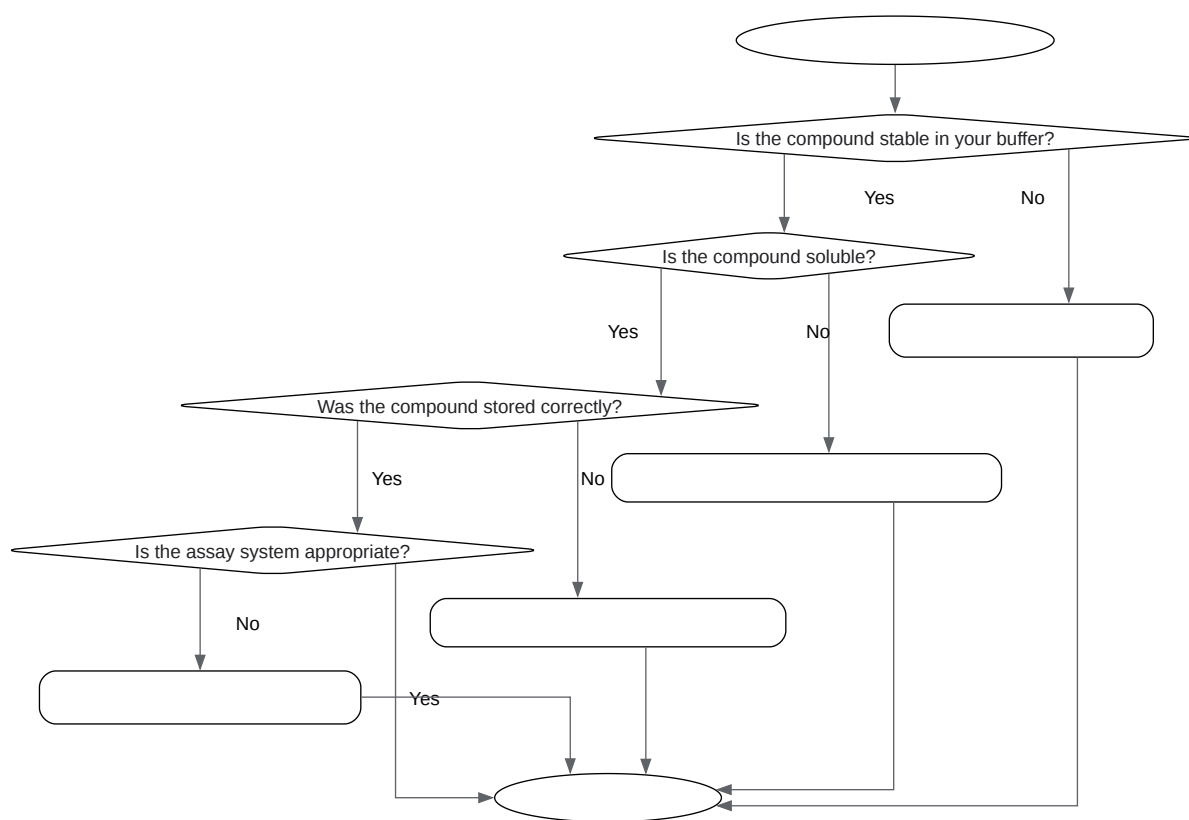 Is the compound stable in your buffer?
Yes
No
Is the compound soluble?
Yes
No
Was the compound stored correctly?
Yes
No
Is the assay system appropriate?
No
Yes